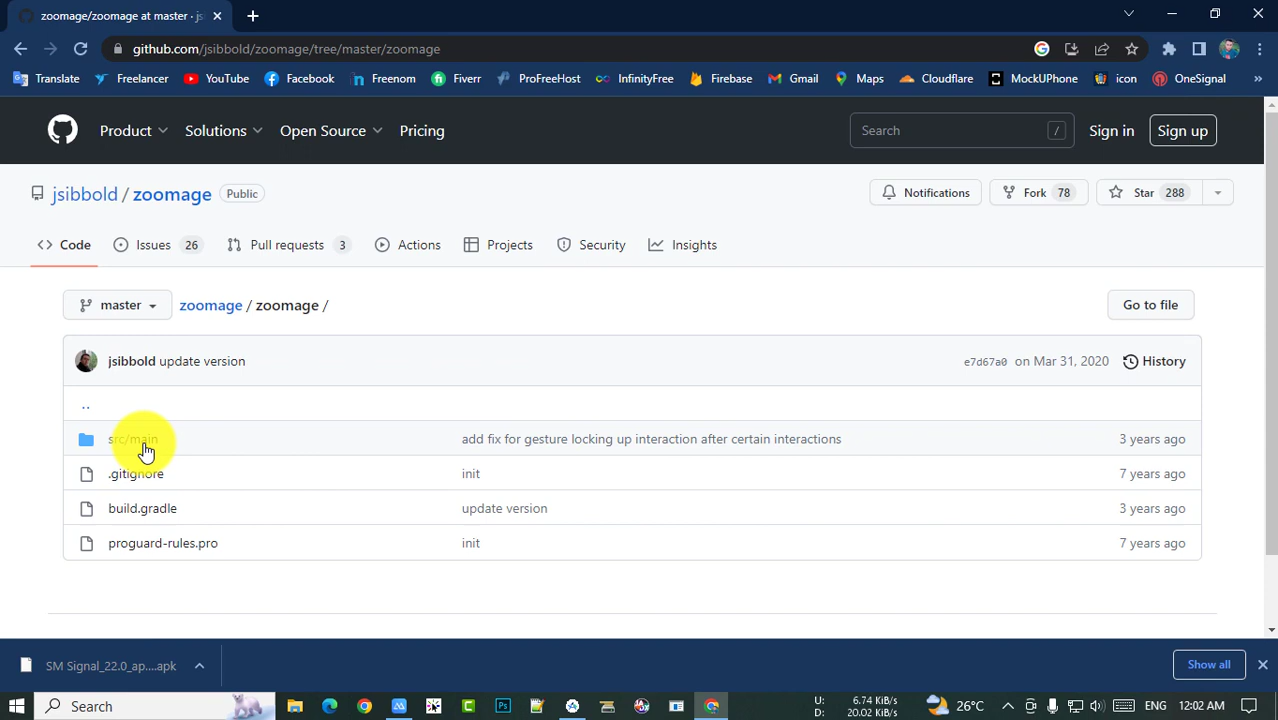 zoomage/zoomage at master · js
github.com/jsibbold/zoomage/tree/master/zoomage
Translate Freelancer YouTube Facebook Freenom Fiverr ProFreeHost InfinityFree Firebase Gmail Maps Cloudflare MockUPhone icon OneSignal »
Product Solutions Open Source Pricing Search / Sign in Sign up
jsibbold / zoomage Public Notifications Fork 78 Star 288
Code Issues 26 Pull requests 3 Actions Projects Security Insights
master zoomage / zoomage / Go to file
jsibbold update version e7d67a0 on Mar 31, 2020 History
..
src/main add fix for gesture locking up interaction after certain interactions 3 years ago
.gitignore init 7 years ago
build.gradle update version 3 years ago
proguard-rules.pro init 7 years ago
SM Signal_22.0_ap....apk Show all
Search U: 6.74 KiB/s
D: 20.02 KiB/s
26°C ENG 12:02 AM